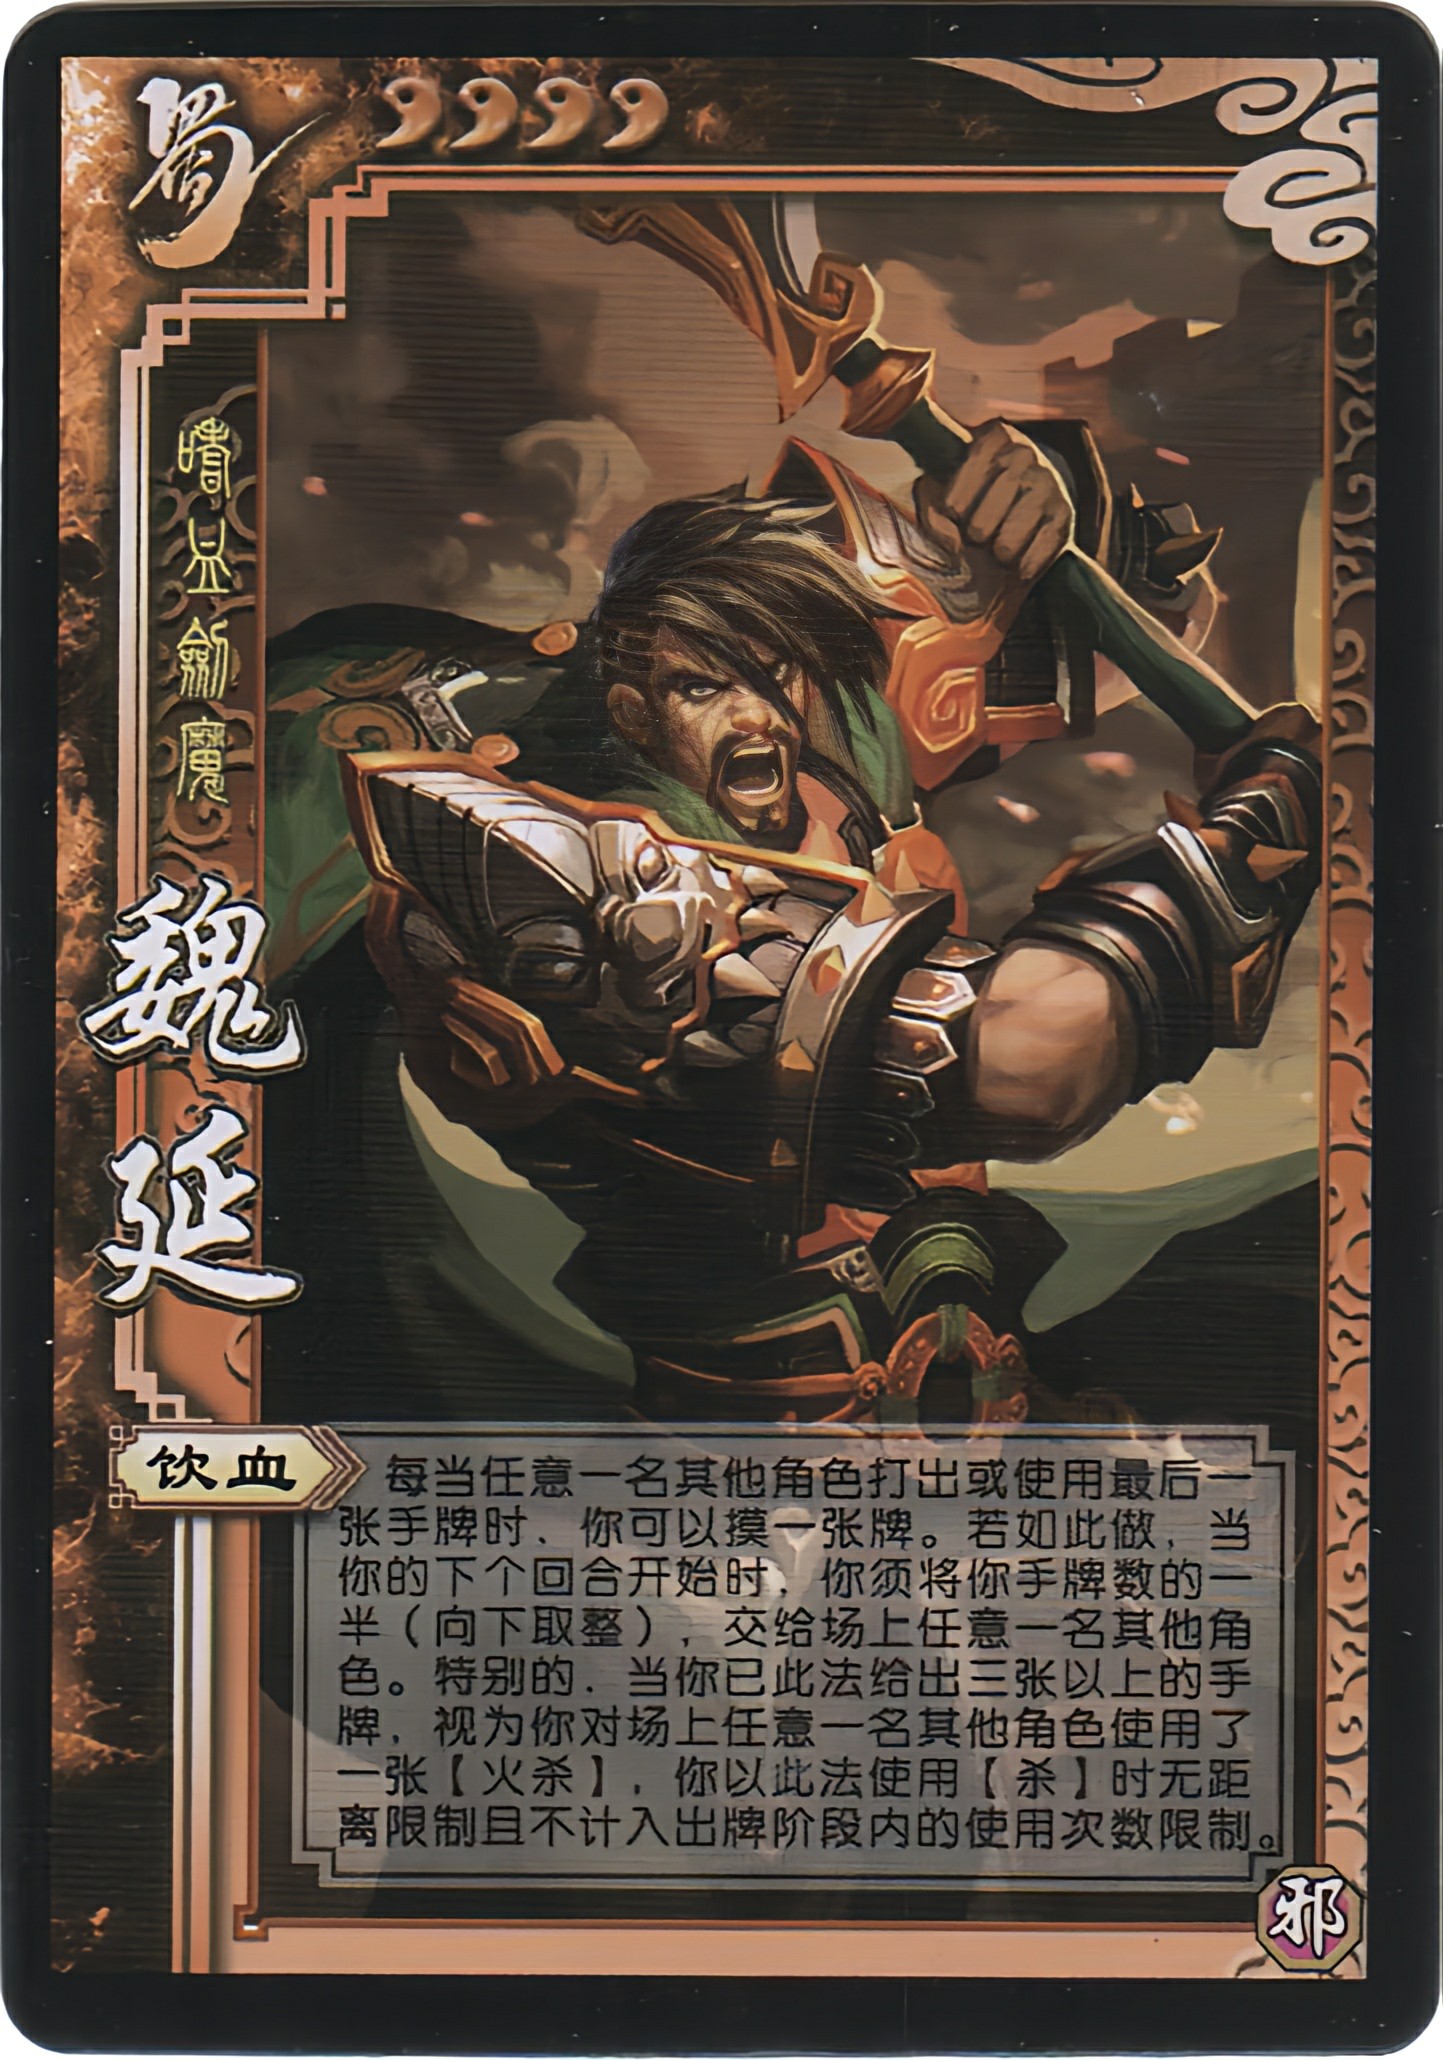 蜀
嗜血劍魔
魏延
饮血
每当任意一名其他角色打出或使用最后一
张手牌时，你可以摸一张牌。若如此做，当
你的下个回合开始时，你须将你手牌数的一
半（向下取整），交给场上任意一名其他角
色。特别的，当你已此法给出三张以上的手
牌，视为你对场上任意一名其他角色使用了
一张【火杀】，你以此法使用【杀】时无距
离限制且不计入出牌阶段内的使用次数限制。
邪